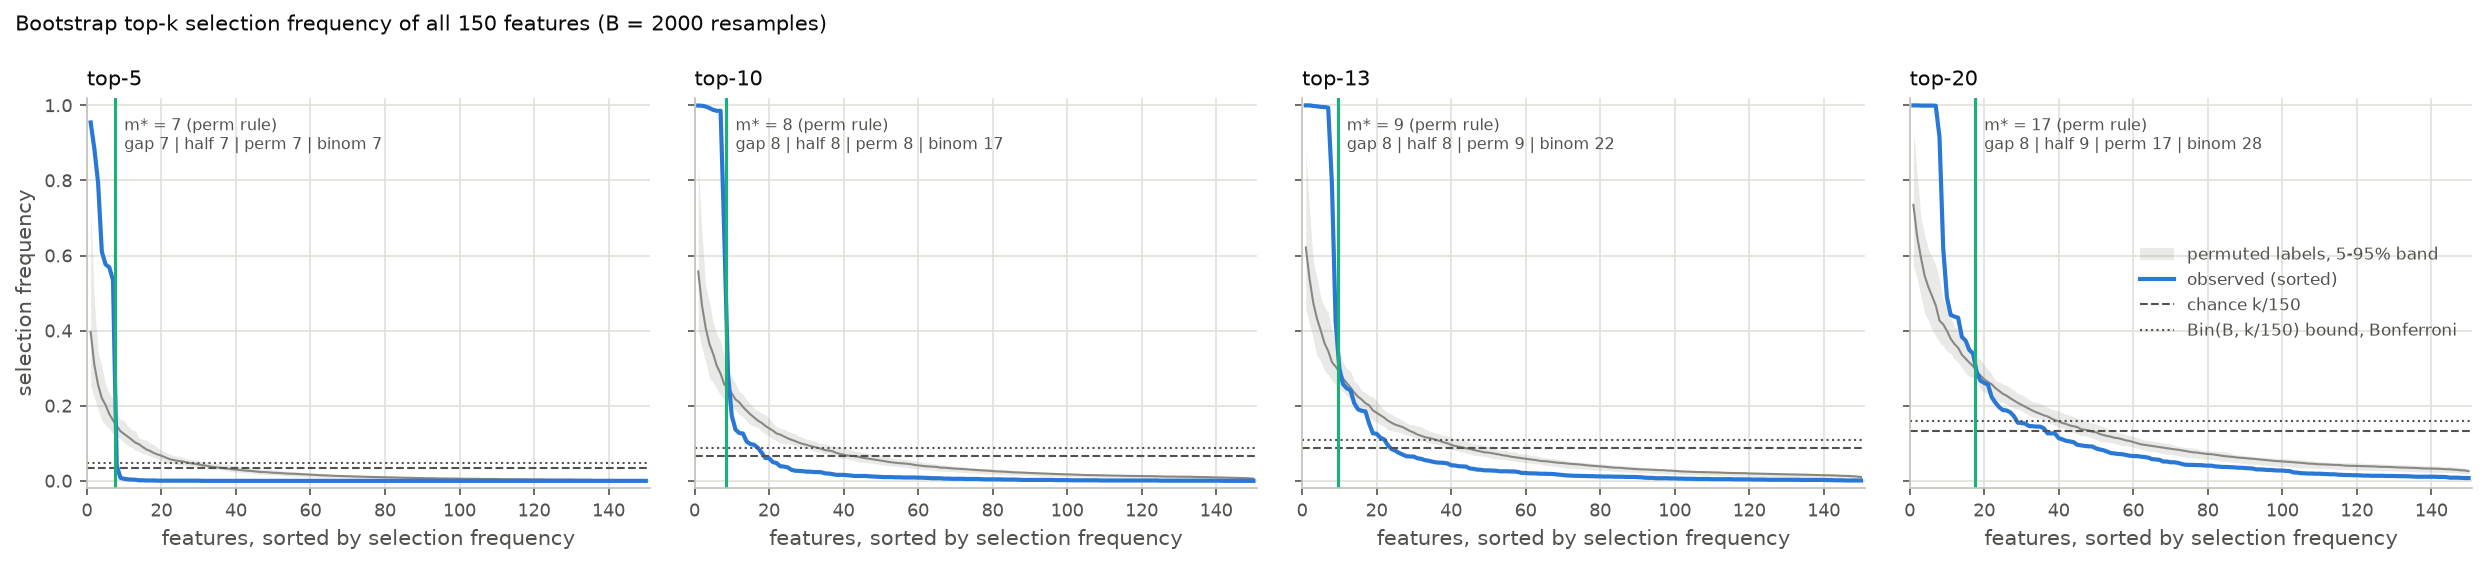 Bootstrap top-k selection frequency of all 150 features (B = 2000 resamples)
top-5
m* = 7 (perm rule)
gap 7 | half 7 | perm 7 | binom 7
selection frequency
1.0
0.8
0.6
0.4
0.2
0.0
0 20 40 60 80 100 120 140
features, sorted by selection frequency
top-10
m* = 8 (perm rule)
gap 8 | half 8 | perm 8 | binom 17
0 20 40 60 80 100 120 140
features, sorted by selection frequency
top-13
m* = 9 (perm rule)
gap 8 | half 8 | perm 9 | binom 22
0 20 40 60 80 100 120 140
features, sorted by selection frequency
top-20
m* = 17 (perm rule)
gap 8 | half 9 | perm 17 | binom 28
permuted labels, 5-95% band
observed (sorted)
chance k/150
Bin(B, k/150) bound, Bonferroni
0 20 40 60 80 100 120 140
features, sorted by selection frequency